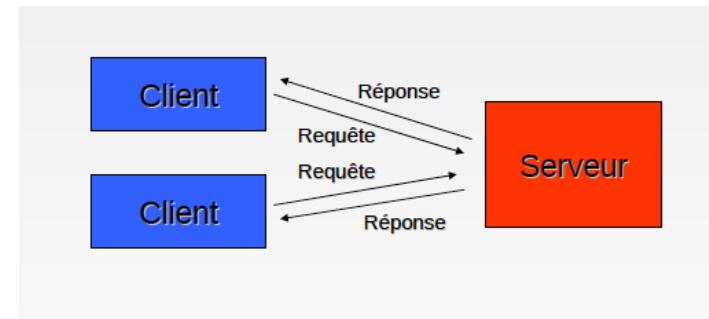 Client
Réponse
Requête
Serveur
Requête
Client
Réponse